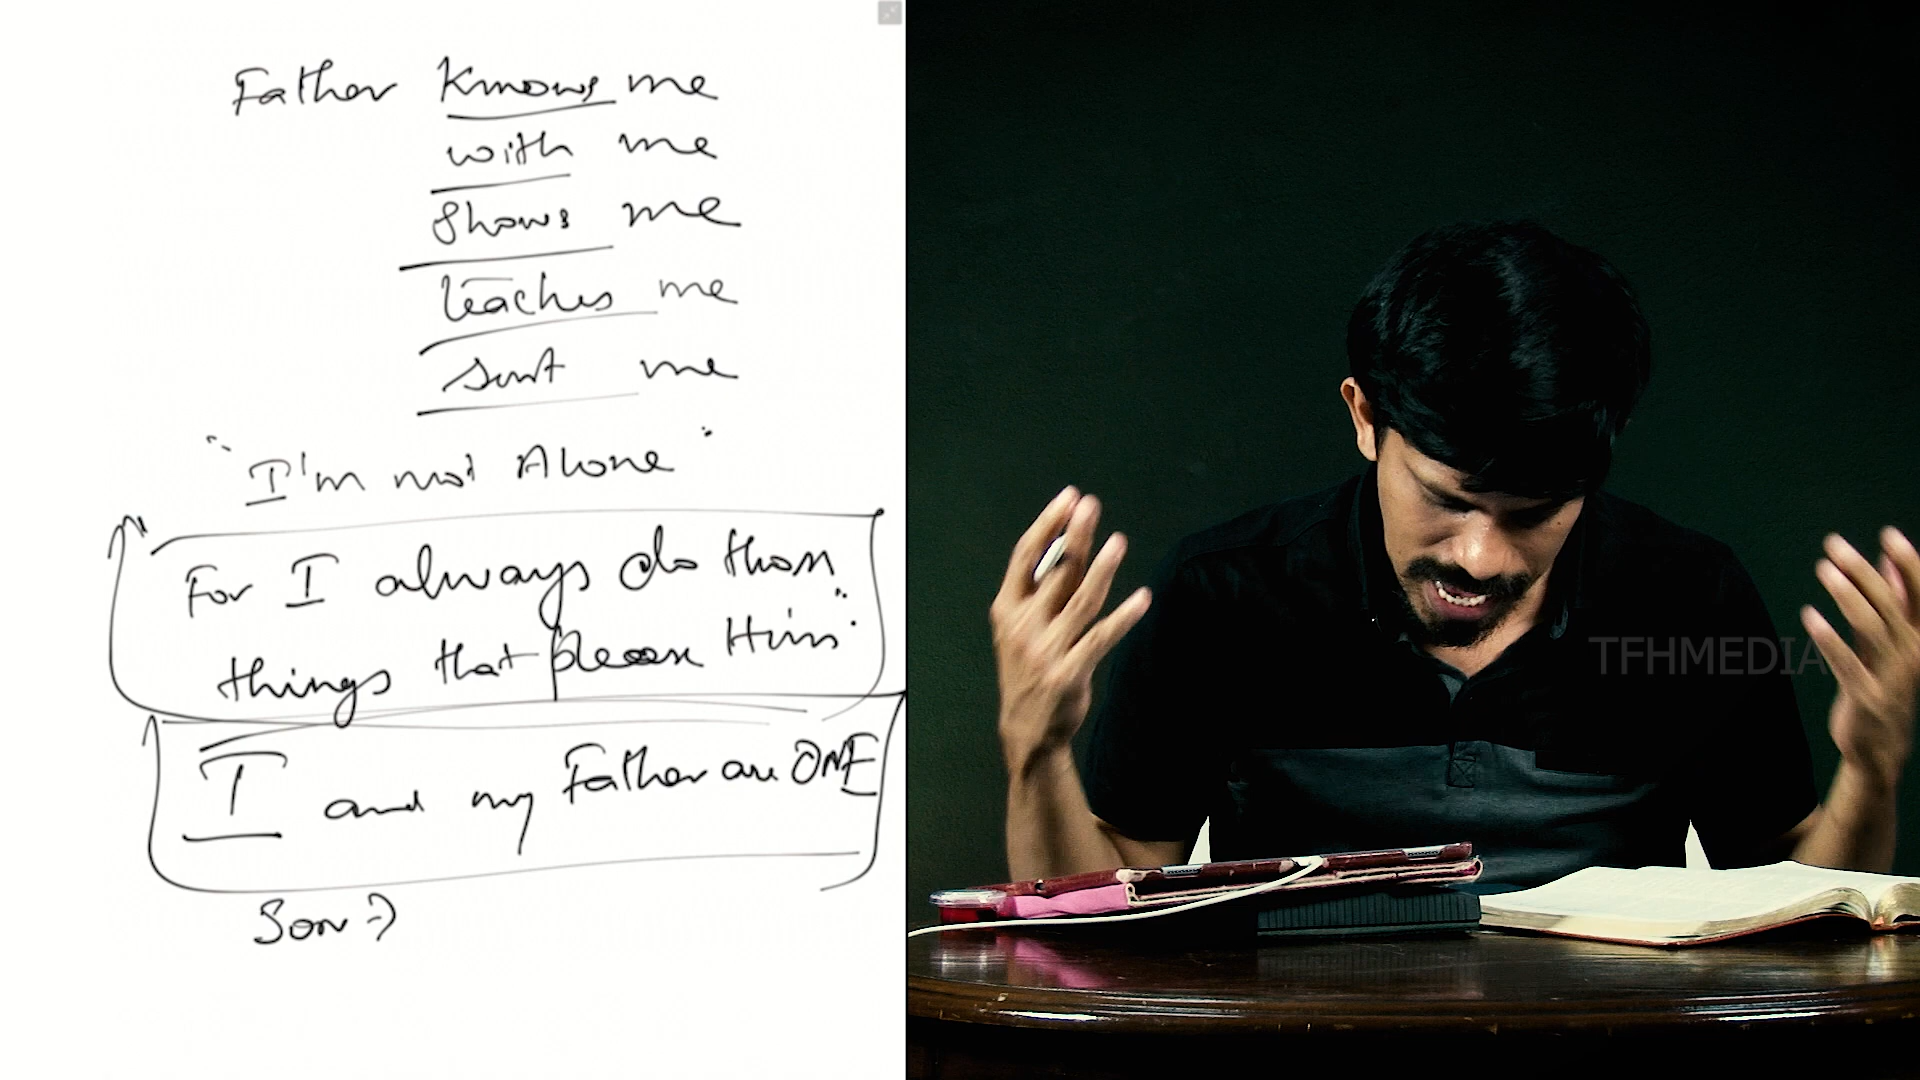 Father Knows me
with me
shows me
teaches me
sent me
"I'm not Alone"
"For I always do those
things that please Him"
I and my Father are ONE
Son :)
TFHMEDIA